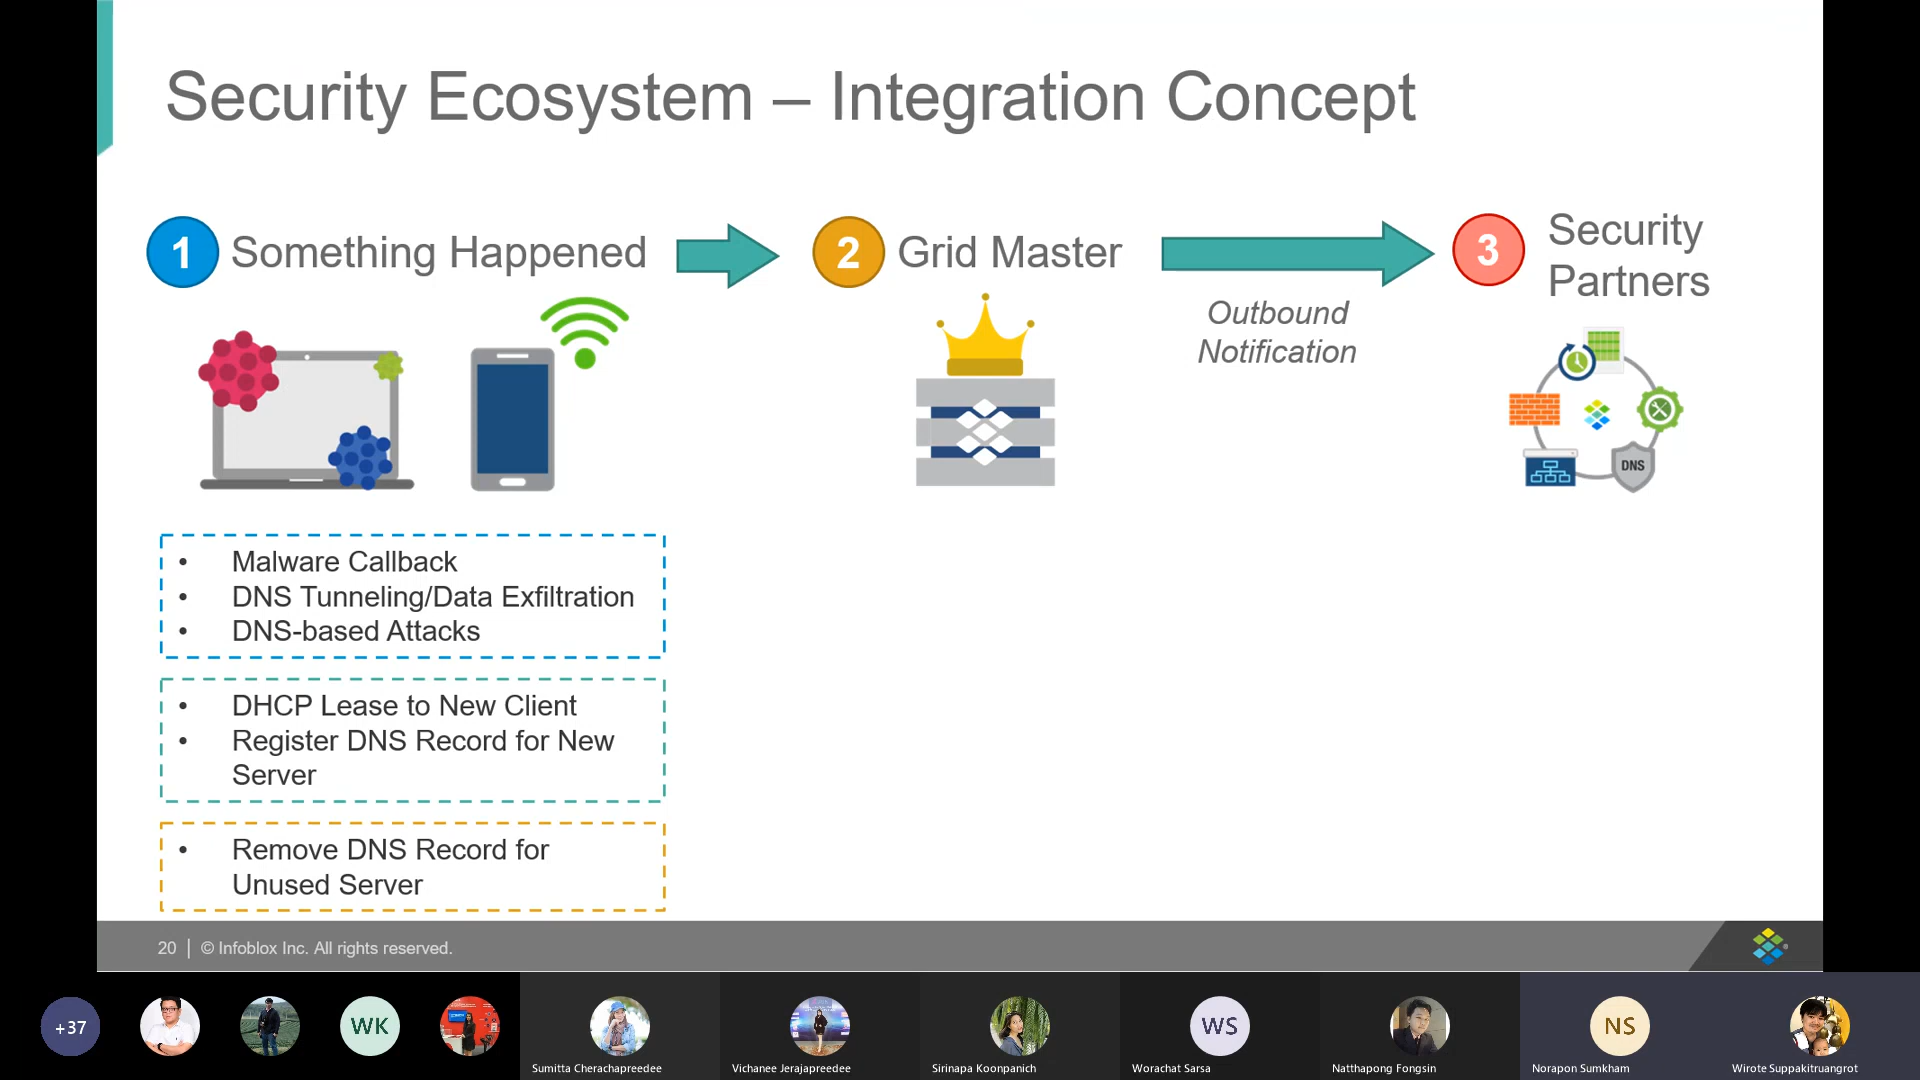 Security Ecosystem – Integration Concept
1 Something Happened
2 Grid Master
Outbound
Notification
3 Security
Partners
DNS
• Malware Callback
• DNS Tunneling/Data Exfiltration
• DNS-based Attacks
• DHCP Lease to New Client
• Register DNS Record for New
Server
• Remove DNS Record for
Unused Server
20 | © Infoblox Inc. All rights reserved.
+37
WK
Sumitta Cherachapreedee
Vichanee Jerajapreedee
Sirinapa Koonpanich
WS
Worachat Sarsa
Natthapong Fongsin
NS
Norapon Sumkham
Wirote Suppakitruangrot